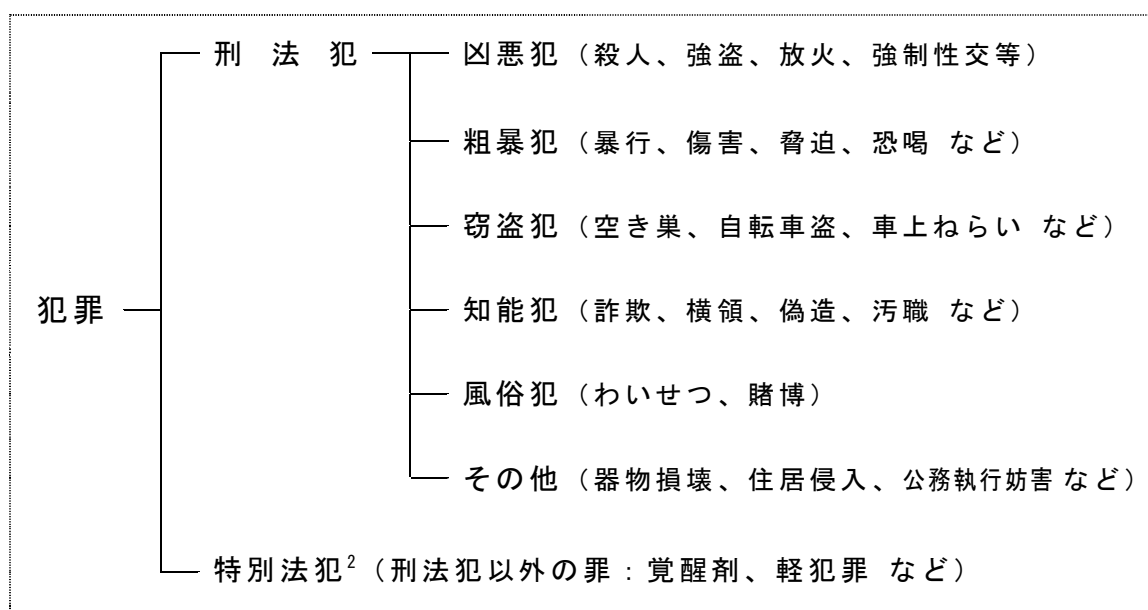 刑法犯 凶悪犯（殺人、強盗、放火、強制性交等）
粗暴犯（暴行、傷害、脅迫、恐喝 など）
窃盗犯（空き巣、自転車盗、車上ねらい など）
犯罪 知能犯（詐欺、横領、偽造、汚職 など）
風俗犯（わいせつ、賭博）
その他（器物損壊、住居侵入、公務執行妨害 など）
特別法犯2（刑法犯以外の罪：覚醒剤、軽犯罪 など）